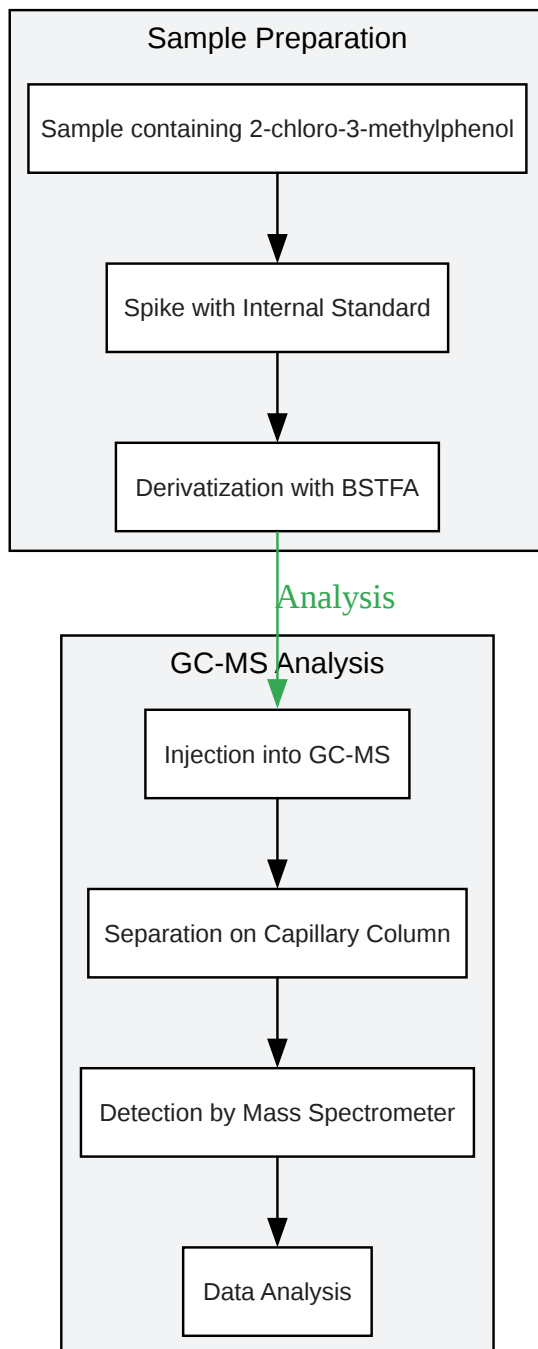 Sample Preparation
Sample containing 2-chloro-3-methylphenol
Spike with Internal Standard
Derivatization with BSTFA
Analysis
GC-MS Analysis
Injection into GC-MS
Separation on Capillary Column
Detection by Mass Spectrometer
Data Analysis